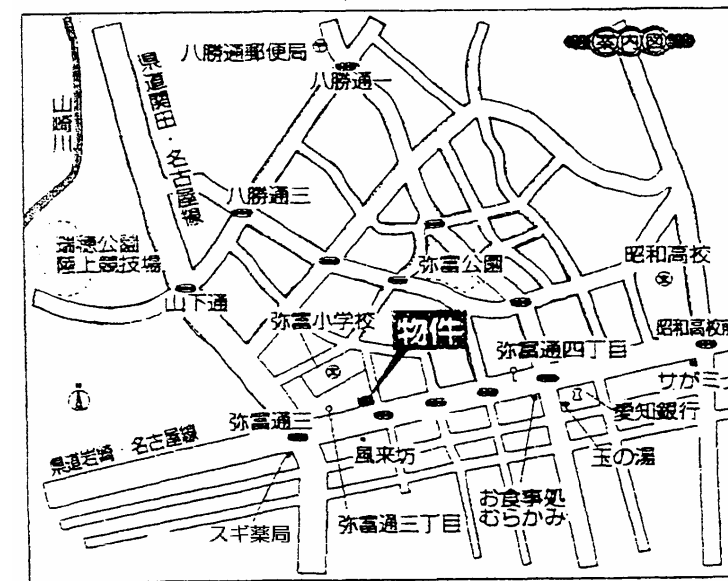 案内図
八勝通郵便局
八勝通一
県道関田・名古屋線
八勝通三
瑞穂公園
陸上競技場
山下通
弥富公園
昭和高校
昭和高校前
弥富小学校
物件
弥富通四丁目
サガミ
愛知銀行
玉の湯
弥富通三
県道岩崎・名古屋線
風来坊
お食事処
むらかみ
スギ薬局
弥富通三丁目